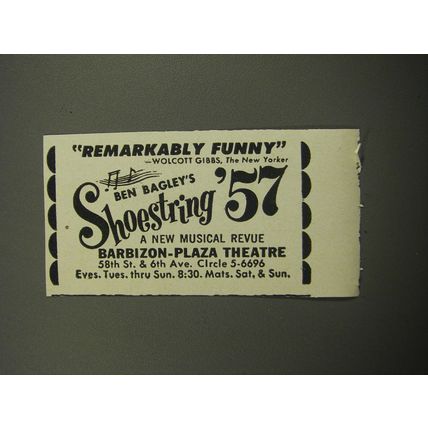 "REMARKABLY FUNNY"
—WOLCOTT GIBBS, The New Yorker
BEN BAGLEY'S
Shoestring '57
A NEW MUSICAL REVUE
BARBIZON-PLAZA THEATRE
58th St. & 6th Ave. CIrcle 5-6696
Eves. Tues. thru Sun. 8:30. Mats. Sat. & Sun.